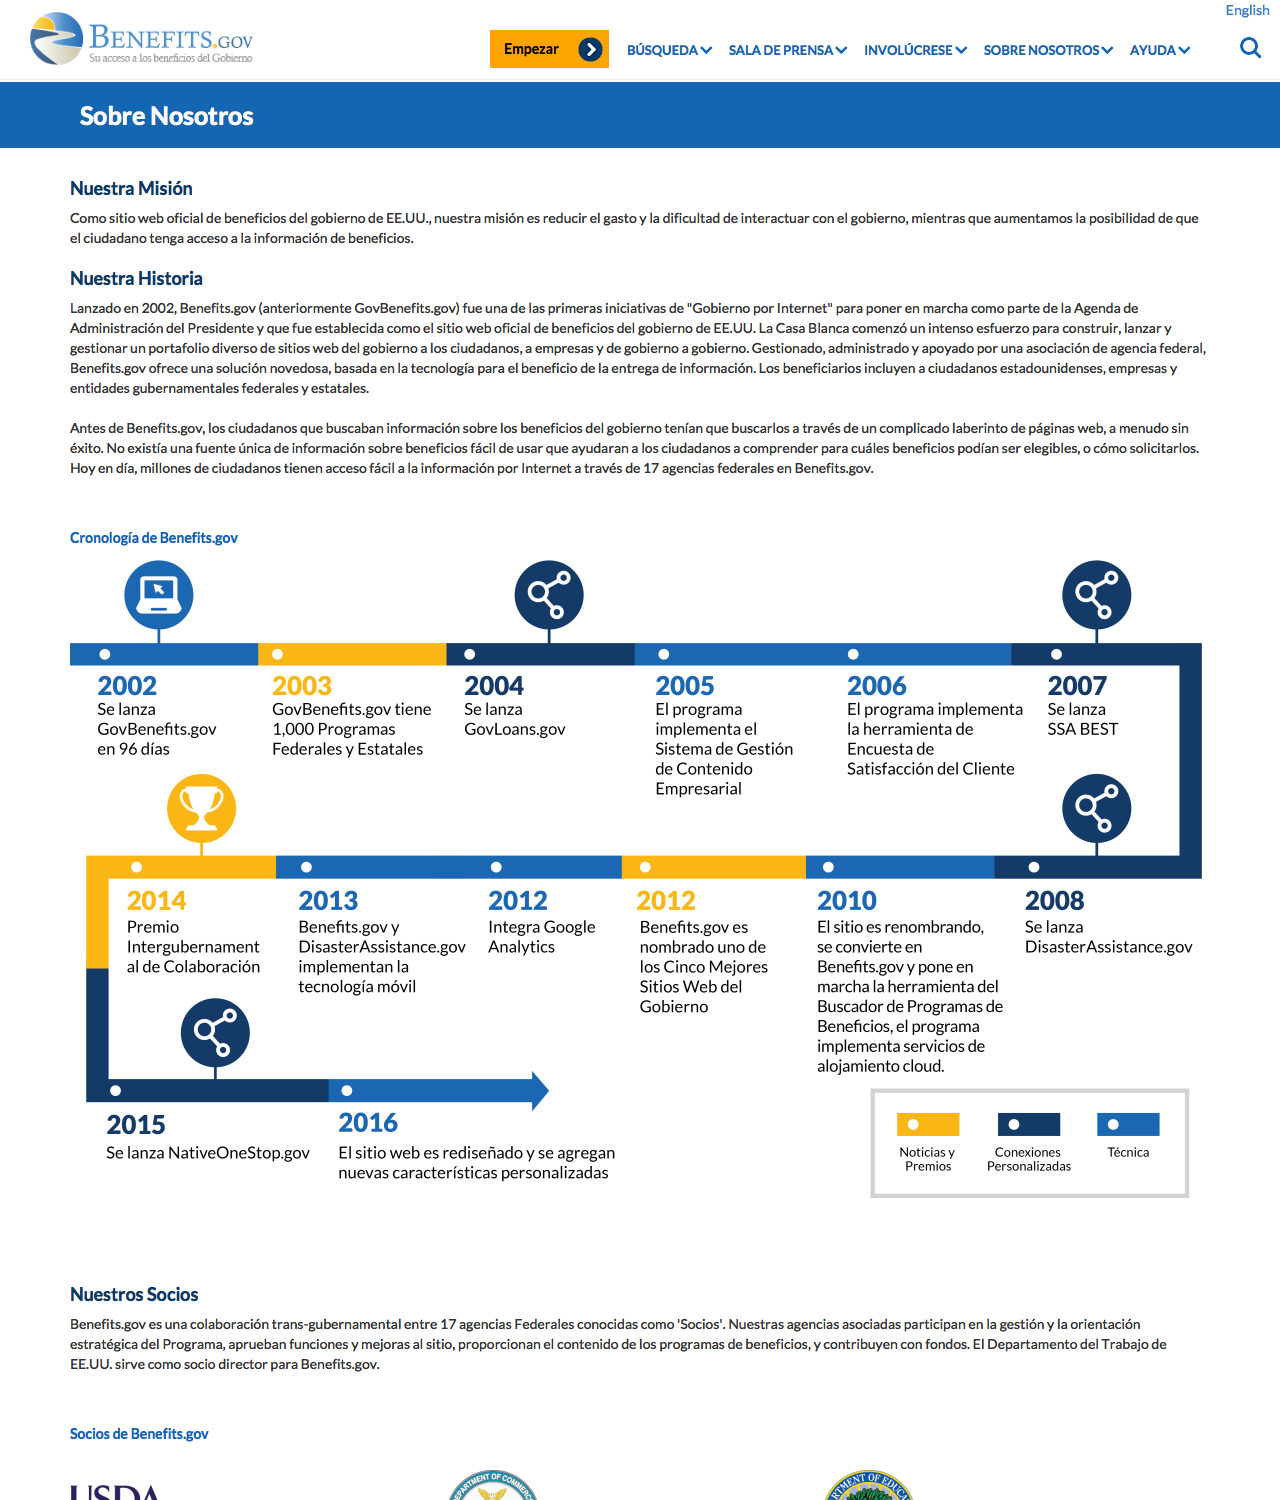 English
BENEFITS.GOV
Su acceso a los beneficios del Gobierno
Empezar
BÚSQUEDA
SALA DE PRENSA
INVOLÚCRESE
SOBRE NOSOTROS
AYUDA
Sobre Nosotros
Nuestra Misión
Como sitio web oficial de beneficios del gobierno de EE.UU., nuestra misión es reducir el gasto y la dificultad de interactuar con el gobierno, mientras que aumentamos la posibilidad de que
el ciudadano tenga acceso a la información de beneficios.
Nuestra Historia
Lanzado en 2002, Benefits.gov (anteriormente GovBenefits.gov) fue una de las primeras iniciativas de "Gobierno por Internet" para poner en marcha como parte de la Agenda de
Administración del Presidente y que fue establecida como el sitio web oficial de beneficios del gobierno de EE.UU. La Casa Blanca comenzó un intenso esfuerzo para construir, lanzar y
gestionar un portafolio diverso de sitios web del gobierno a los ciudadanos, a empresas y de gobierno a gobierno. Gestionado, administrado y apoyado por una asociación de agencia federal,
Benefits.gov ofrece una solución novedosa, basada en la tecnología para el beneficio de la entrega de información. Los beneficiarios incluyen a ciudadanos estadounidenses, empresas y
entidades gubernamentales federales y estatales.
Antes de Benefits.gov, los ciudadanos que buscaban información sobre los beneficios del gobierno tenían que buscarlos a través de un complicado laberinto de páginas web, a menudo sin
éxito. No existía una fuente única de información sobre beneficios fácil de usar que ayudaran a los ciudadanos a comprender para cuáles beneficios podían ser elegibles, o cómo solicitarlos.
Hoy en día, millones de ciudadanos tienen acceso fácil a la información por Internet a través de 17 agencias federales en Benefits.gov.
Cronología de Benefits.gov
2002
Se lanza
GovBenefits.gov
en 96 días
2003
GovBenefits.gov tiene
1,000 Programas
Federales y Estatales
2004
Se lanza
GovLoans.gov
2005
El programa
implementa el
Sistema de Gestión
de Contenido
Empresarial
2006
El programa implementa
la herramienta de
Encuesta de
Satisfacción del Cliente
2007
Se lanza
SSA BEST
2014
Premio
Intergubernament
al de Colaboración
2013
Benefits.gov y
DisasterAssistance.gov
implementan la
tecnología móvil
2012
Integra Google
Analytics
2012
Benefits.gov es
nombrado uno de
los Cinco Mejores
Sitios Web del
Gobierno
2010
El sitio es renombrando,
se convierte en
Benefits.gov y pone en
marcha la herramienta del
Buscador de Programas de
Beneficios, el programa
implementa servicios de
alojamiento cloud.
2008
Se lanza
DisasterAssistance.gov
2015
Se lanza NativeOneStop.gov
2016
El sitio web es rediseñado y se agregan
nuevas características personalizadas
Noticias y
Premios
Conexiones
Personalizadas
Técnica
Nuestros Socios
Benefits.gov es una colaboración trans-gubernamental entre 17 agencias Federales conocidas como 'Socios'. Nuestras agencias asociadas participan en la gestión y la orientación
estratégica del Programa, aprueban funciones y mejoras al sitio, proporcionan el contenido de los programas de beneficios, y contribuyen con fondos. El Departamento del Trabajo de
EE.UU. sirve como socio director para Benefits.gov.
Socios de Benefits.gov
USDA